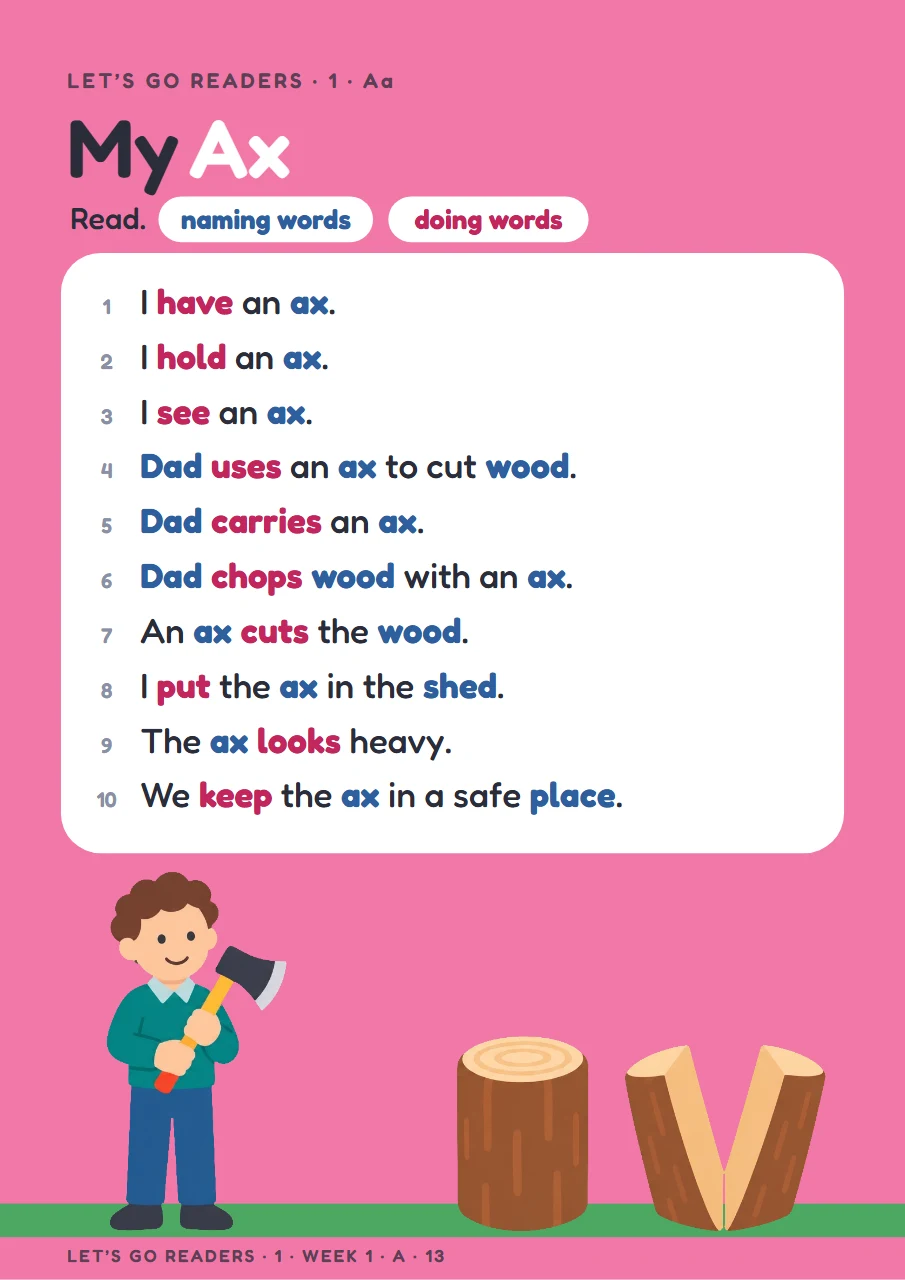 LET'S GO READERS · 1 · Aa
My Ax
Read. naming words doing words
1 I have an ax.
2 I hold an ax.
3 I see an ax.
4 Dad uses an ax to cut wood.
5 Dad carries an ax.
6 Dad chops wood with an ax.
7 An ax cuts the wood.
8 I put the ax in the shed.
9 The ax looks heavy.
10 We keep the ax in a safe place.
LET'S GO READERS · 1 · WEEK 1 · A · 13